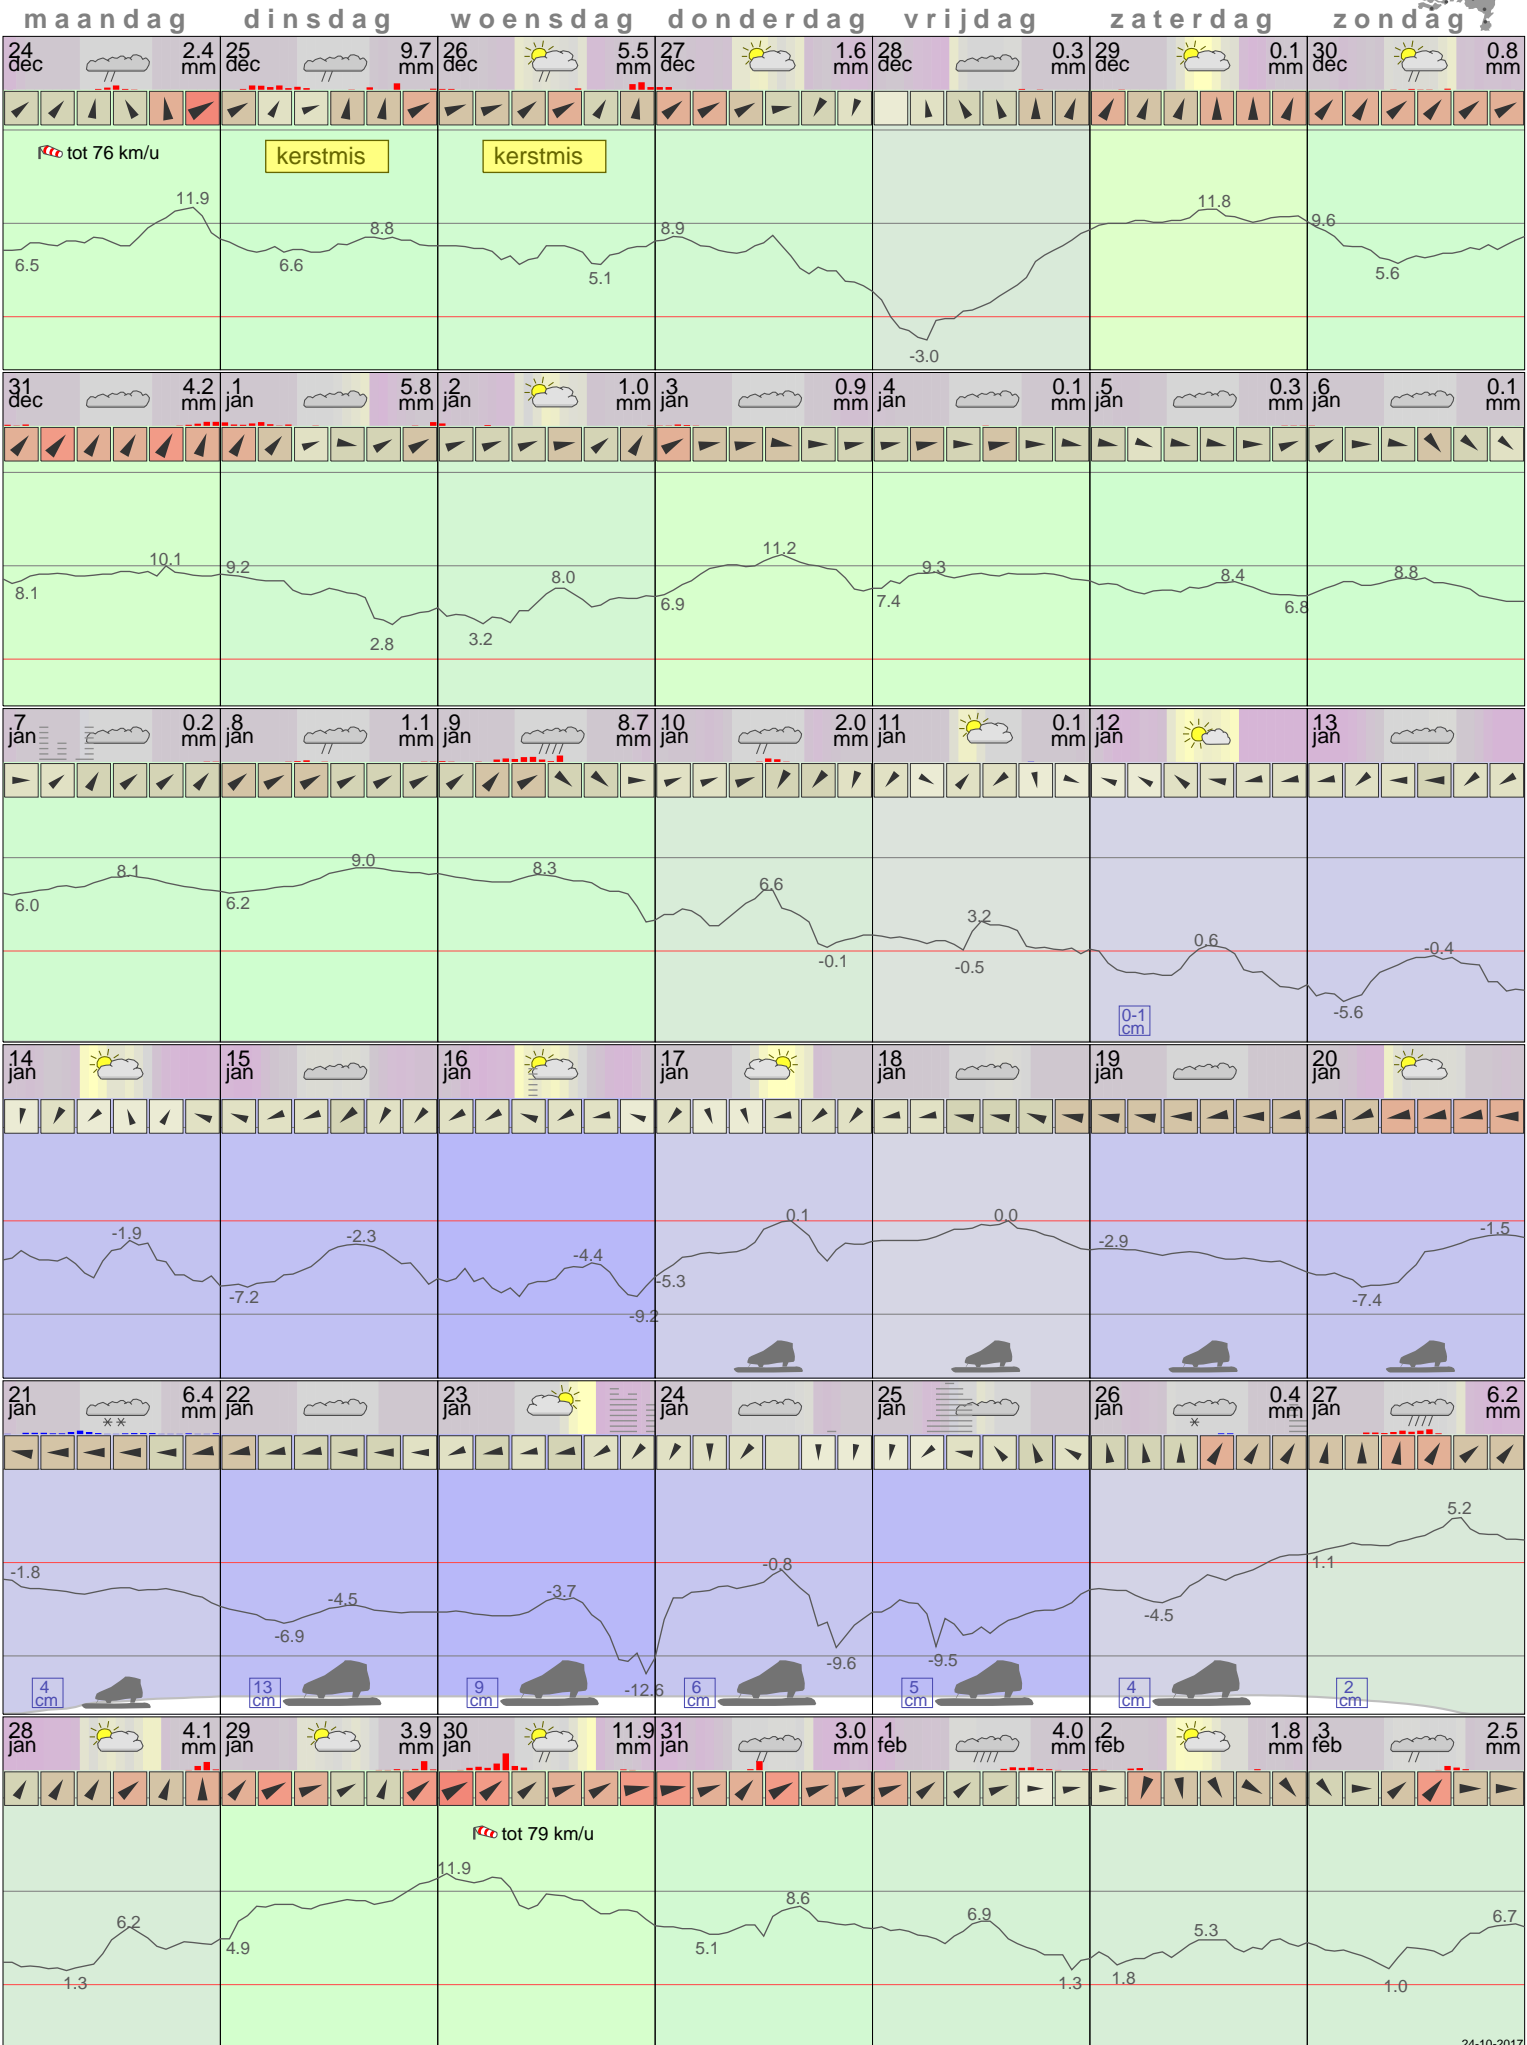 maandag dinsdag woensdag donderdag vrijdag zaterdag zondag
24 dec 2.4 mm 25 dec 9.7 mm 26 dec 5.5 mm 27 dec 1.6 mm 28 dec 0.3 mm 29 dec 0.1 mm 30 dec 0.8 mm
tot 76 km/u kerstmis kerstmis
11.9 8.8 8.9 11.8 9.6
6.5 6.6 5.1 -3.0 5.6
31 dec 4.2 mm 1 jan 5.8 mm 2 jan 1.0 mm 3 jan 0.9 mm 4 jan 0.1 mm 5 jan 0.3 mm 6 jan 0.1 mm
10.1 9.2 8.0 11.2 9.3 8.4 8.8
8.1 2.8 3.2 6.9 7.4 6.8
7 jan 0.2 mm 8 jan 1.1 mm 9 jan 8.7 mm 10 jan 2.0 mm 11 jan 0.1 mm 12 jan 13 jan
8.1 9.0 8.3 6.6 3.2 0.6 -0.4
6.0 6.2 -0.1 -0.5 -5.6
0-1 cm
14 jan 15 jan 16 jan 17 jan 18 jan 19 jan 20 jan
-1.9 -2.3 -4.4 0.1 0.0 -2.9 -1.5
-7.2 -9.2 -5.3 -7.4
21 jan 6.4 mm 22 jan 23 jan 24 jan 25 jan 26 jan 0.4 mm 27 jan 6.2 mm
-1.8 -4.5 -3.7 -0.8 5.2
-6.9 -12.6 -9.6 -9.5 -4.5 1.1
4 cm 13 cm 9 cm 6 cm 5 cm 4 cm 2 cm
28 jan 4.1 mm 29 jan 3.9 mm 30 jan 11.9 mm 31 jan 3.0 mm 1 feb 4.0 mm 2 feb 1.8 mm 3 feb 2.5 mm
tot 79 km/u
6.2 11.9 8.6 6.9 5.3 6.7
1.3 4.9 5.1 1.3 1.8 1.0
24-10-2017